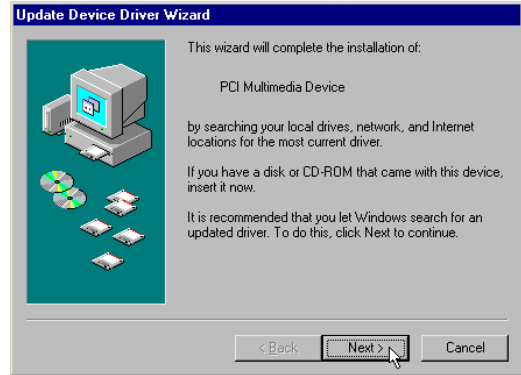 Update Device Driver Wizard
This wizard will complete the installation of:
PCI Multimedia Device
by searching your local drives, network, and Internet
locations for the most current driver.
If you have a disk or CD-ROM that came with this device,
insert it now.
It is recommended that you let Windows search for an
updated driver. To do this, click Next to continue.
< Back Next > Cancel